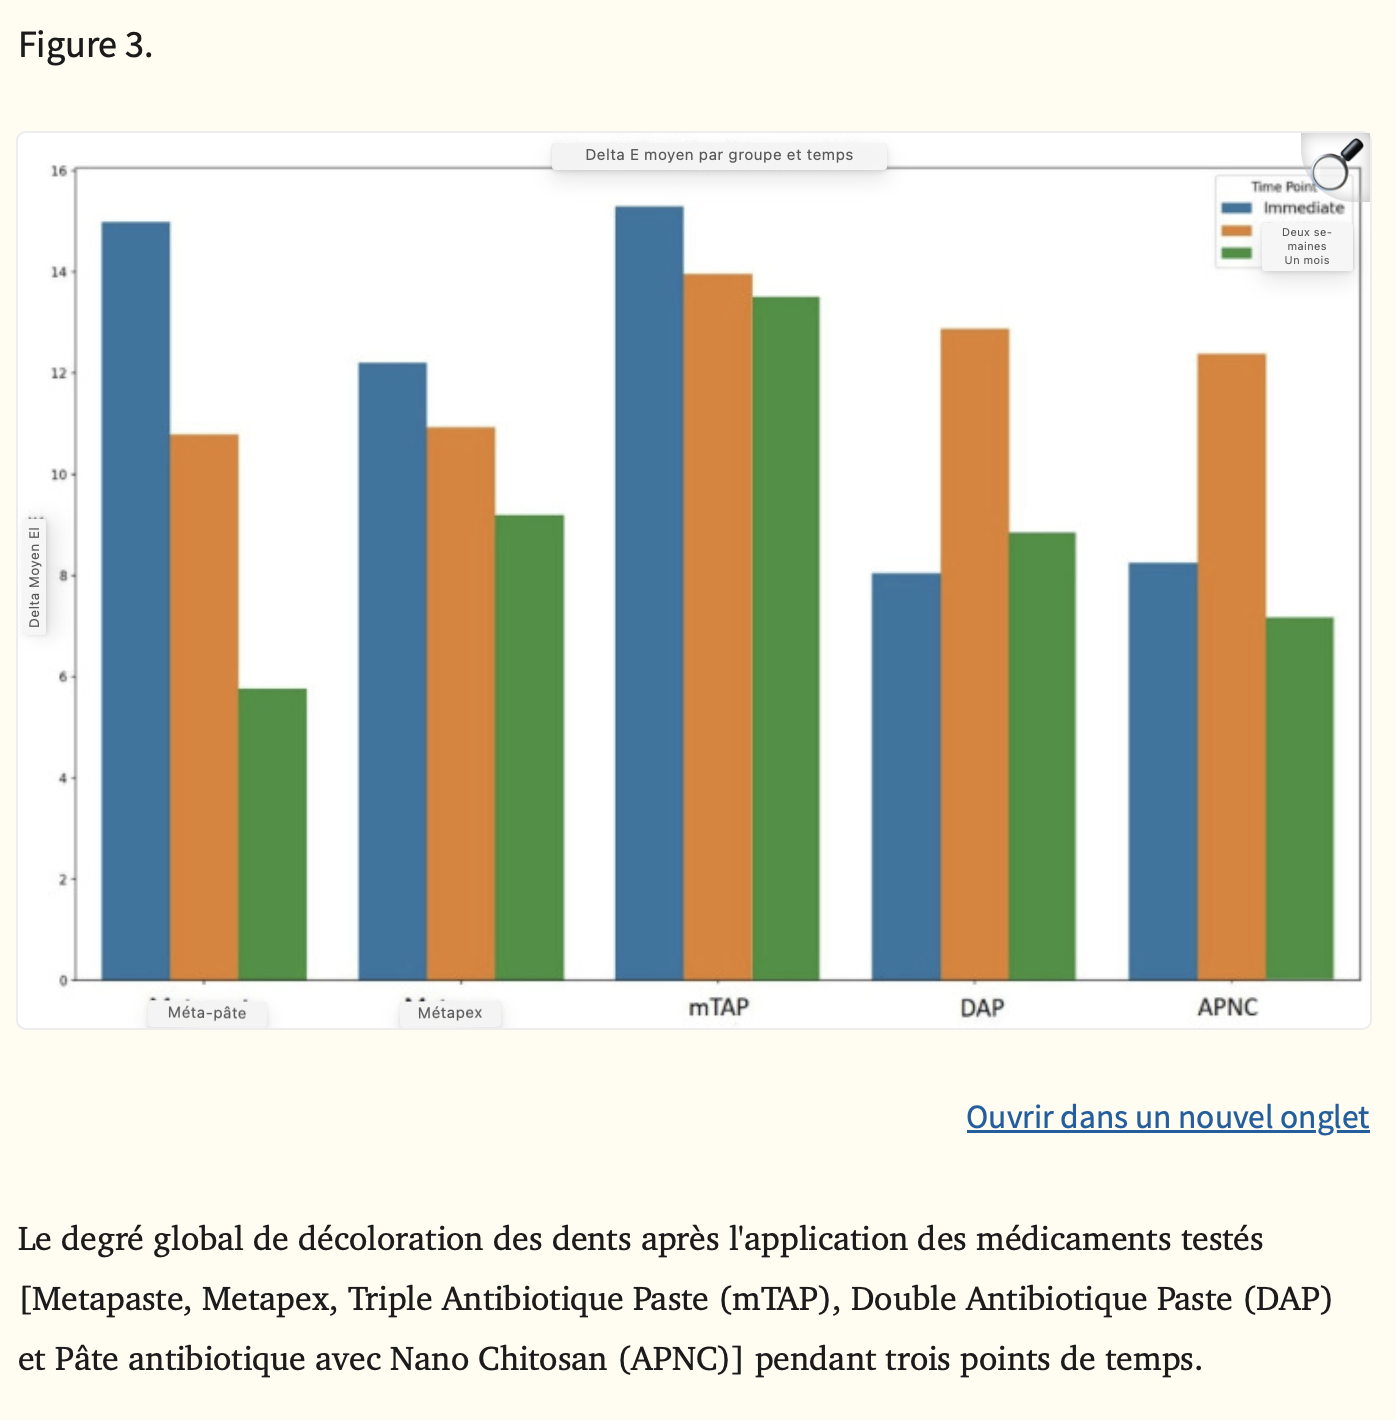 Figure 3.
Delta E moyen par groupe et temps
16
14
12
10
8
6
4
2
0
Delta Moyen El
Time Point
Immediate
Deux se-
maines
Un mois
Méta-pâte
Métapex
mTAP
DAP
APNC
Ouvrir dans un nouvel onglet
Le degré global de décoloration des dents après l'application des médicaments testés
[Metapaste, Metapex, Triple Antibiotique Paste (mTAP), Double Antibiotique Paste (DAP)
et Pâte antibiotique avec Nano Chitosan (APNC)] pendant trois points de temps.